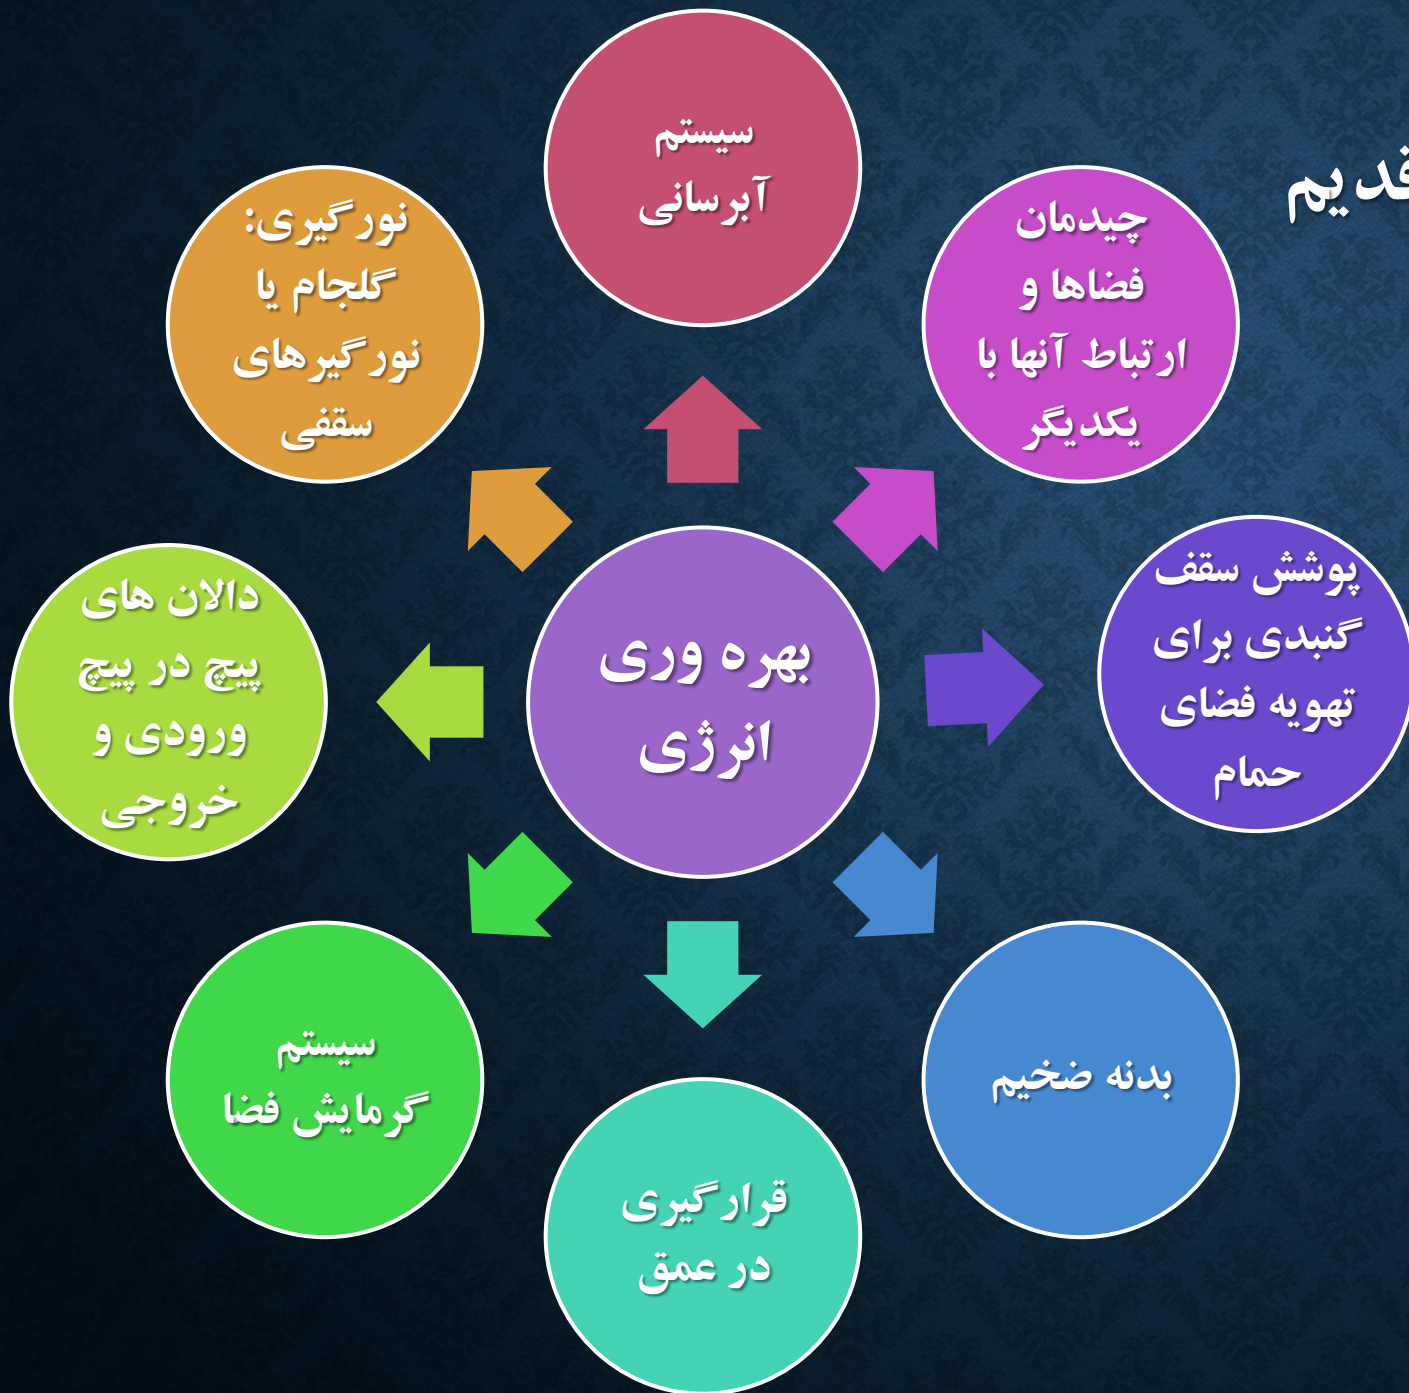 قدیم
سیستم
آبرسانی
چیدمان
فضاها و
ارتباط آنها با
یکدیگر
پوشش سقف
گنبدی برای
تهویه فضای
حمام
بدنه ضخیم
قرارگیری
در عمق
سیستم
گرمایش فضا
دالان های
پیچ در پیچ
ورودی و
خروجی
نورگیری:
گلجام یا
نورگیرهای
سقفی
بهره وری
انرژی